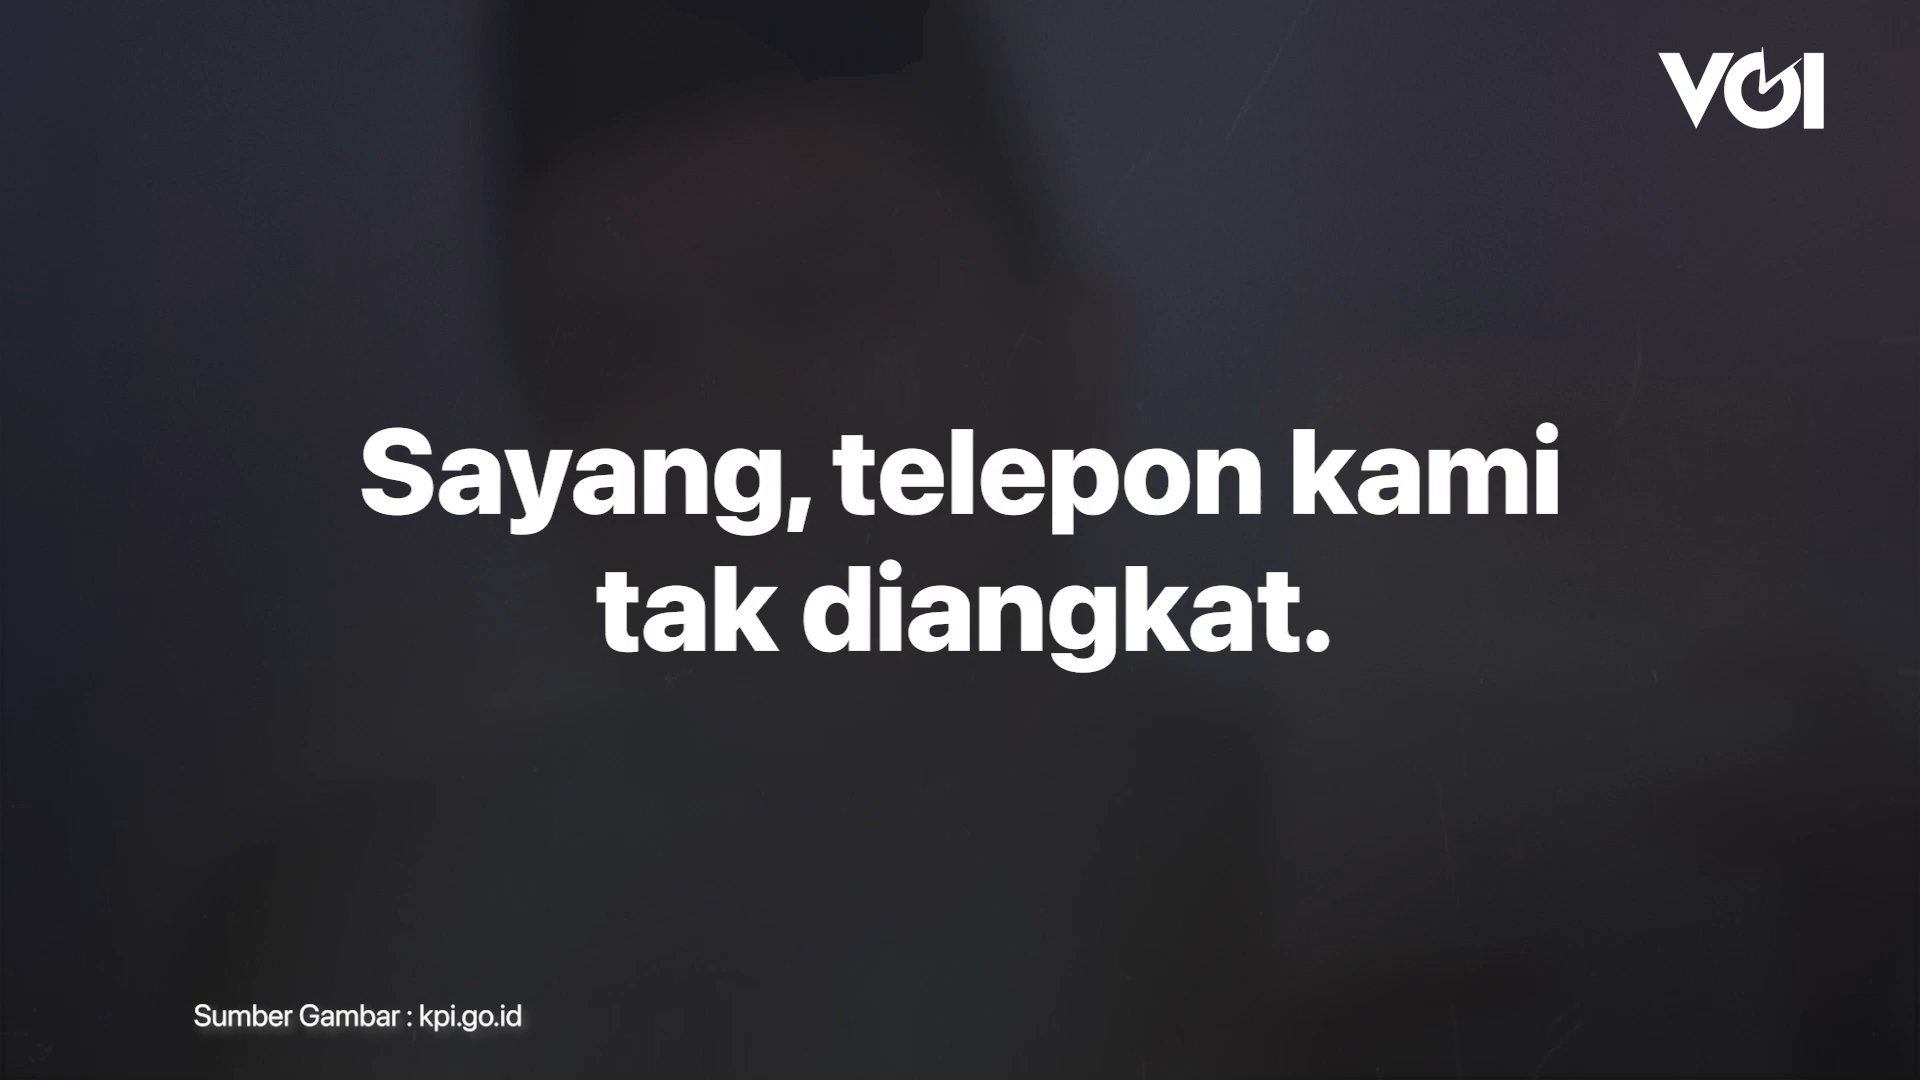 VOI
Sayang, telepon kami
tak diangkat.
Sumber Gambar : kpi.go.id